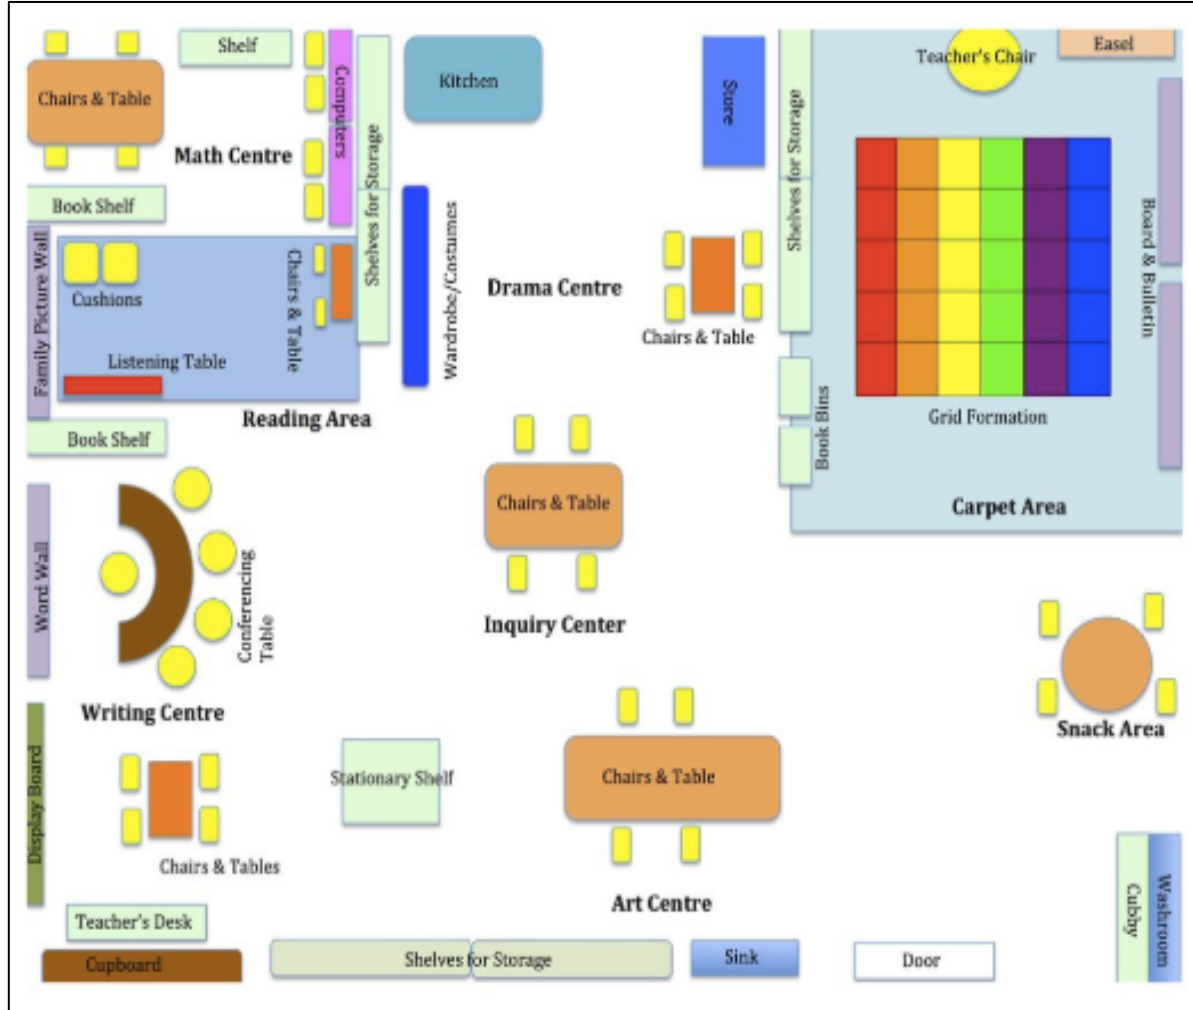 Shelf
Chairs & Table
Computers
Math Centre
Book Shelf
Shelves for Storage
Kitchen
Store
Teacher's Chair
Easel
Shelves for Storage
Board & Bulletin
Family Picture Wall
Cushions
Chairs & Table
Listening Table
Reading Area
Book Shelf
Wardrobe/Costumes
Drama Centre
Chairs & Table
Grid Formation
Book Bins
Carpet Area
Chairs & Table
Inquiry Center
Word Wall
Conferencing
Table
Writing Centre
Snack Area
Display Board
Chairs & Tables
Stationary Shelf
Chairs & Table
Art Centre
Teacher's Desk
Cupboard
Shelves for Storage
Sink
Door
Cubby
Washroom